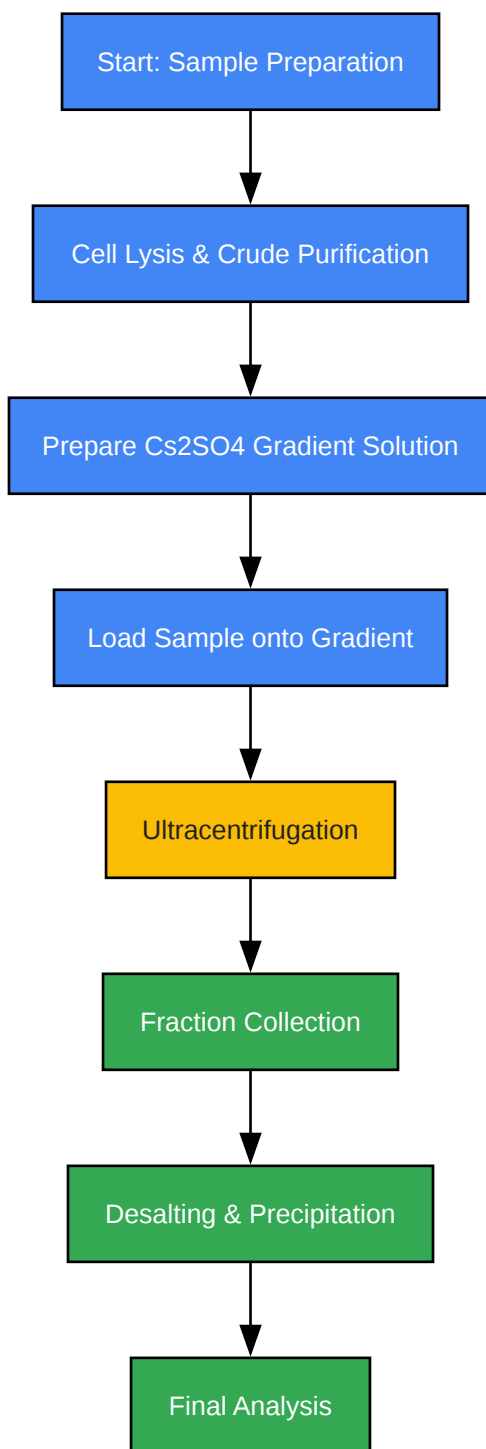 Start: Sample Preparation
Cell Lysis & Crude Purification
Prepare Cs2SO4 Gradient Solution
Load Sample onto Gradient
Ultracentrifugation
Fraction Collection
Desalting & Precipitation
Final Analysis